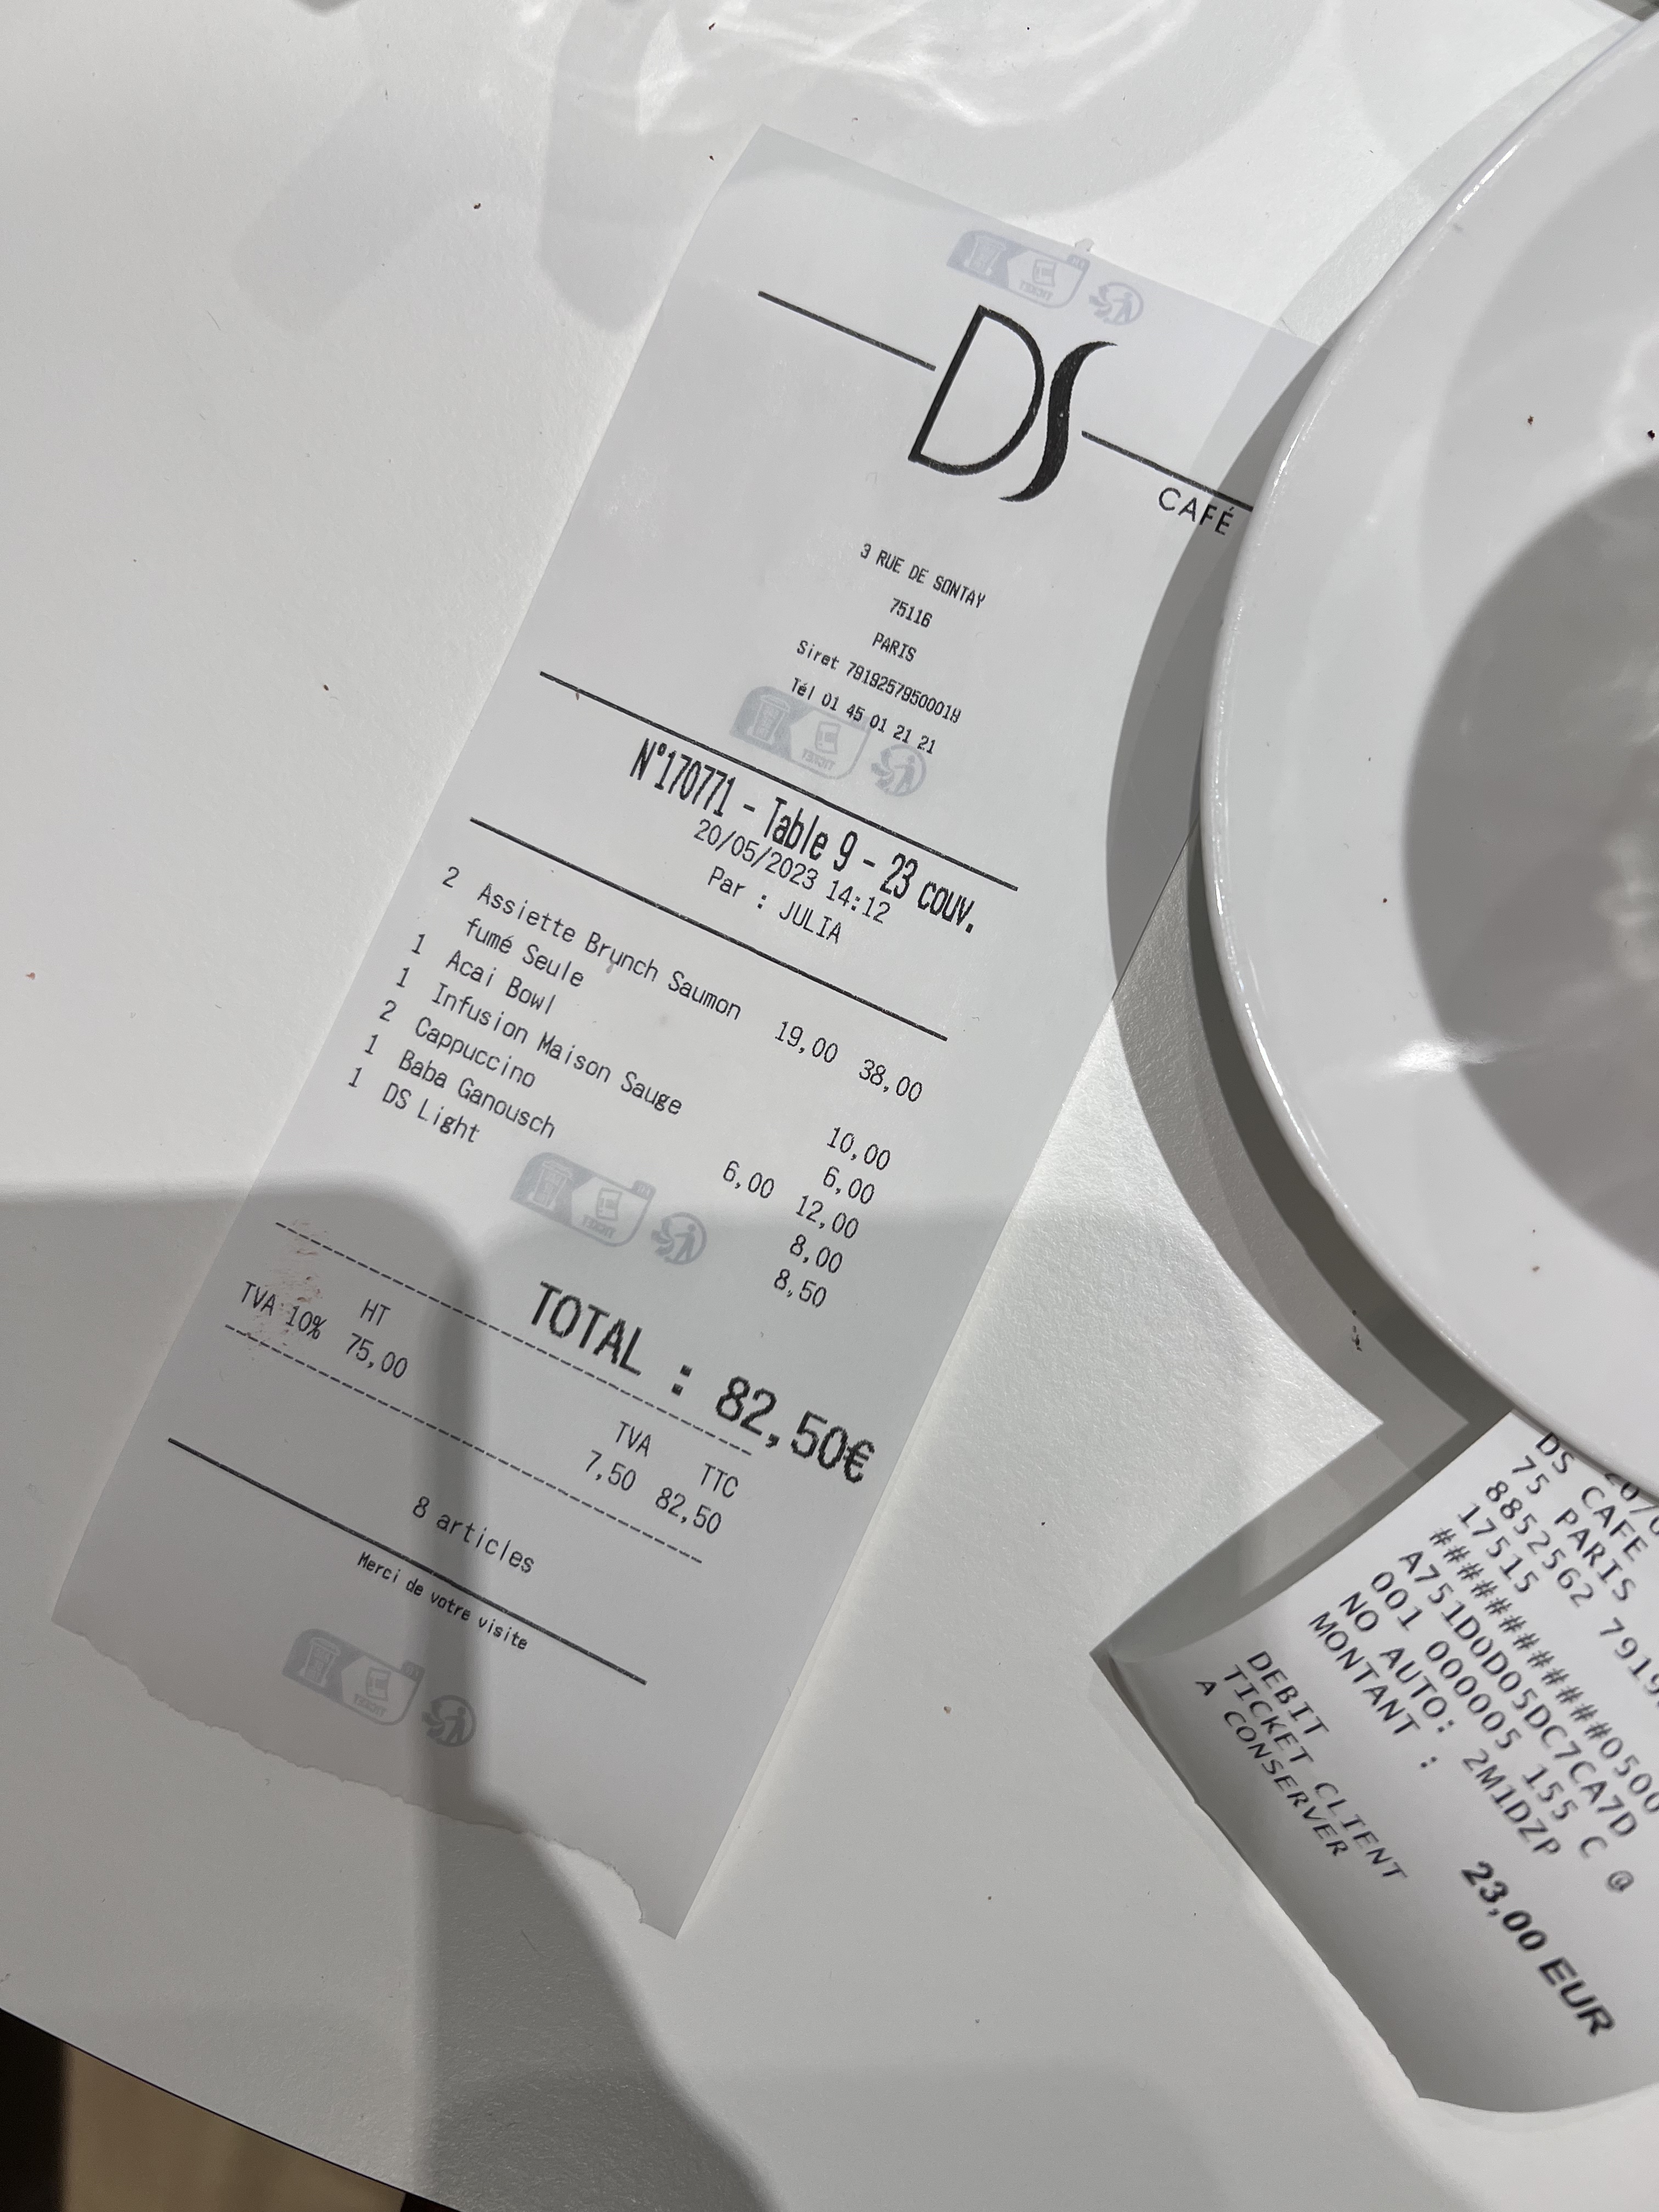 DS
CAFÉ
3 RUE DE SONTAY
75116
PARIS
Siret 79192579500019
Tél 01 45 01 21 21
N°170771 - Table 9 - 23 couv.
20/05/2023 14:12
Par : JULIA
2 Assiette Brunch Saumon 19,00 38,00
fumé Seule
1 Acai Bowl 10,00
1 Infusion Maison Sauge 6,00
2 Cappuccino 6,00 12,00
1 Baba Ganousch 8,00
1 DS Light 8,50
TOTAL : 82,50€
HT TVA TTC
TVA 10% 75,00 7,50 82,50
8 articles
Merci de votre visite
DS CAFE
75 PARIS
8852562
17515
A751D0D05DC7CA7D
001 000005 155 C @
NO AUTO: 2M1DZP
MONTANT :
23,00 EUR
DEBIT
TICKET CLIENT
A CONSERVER